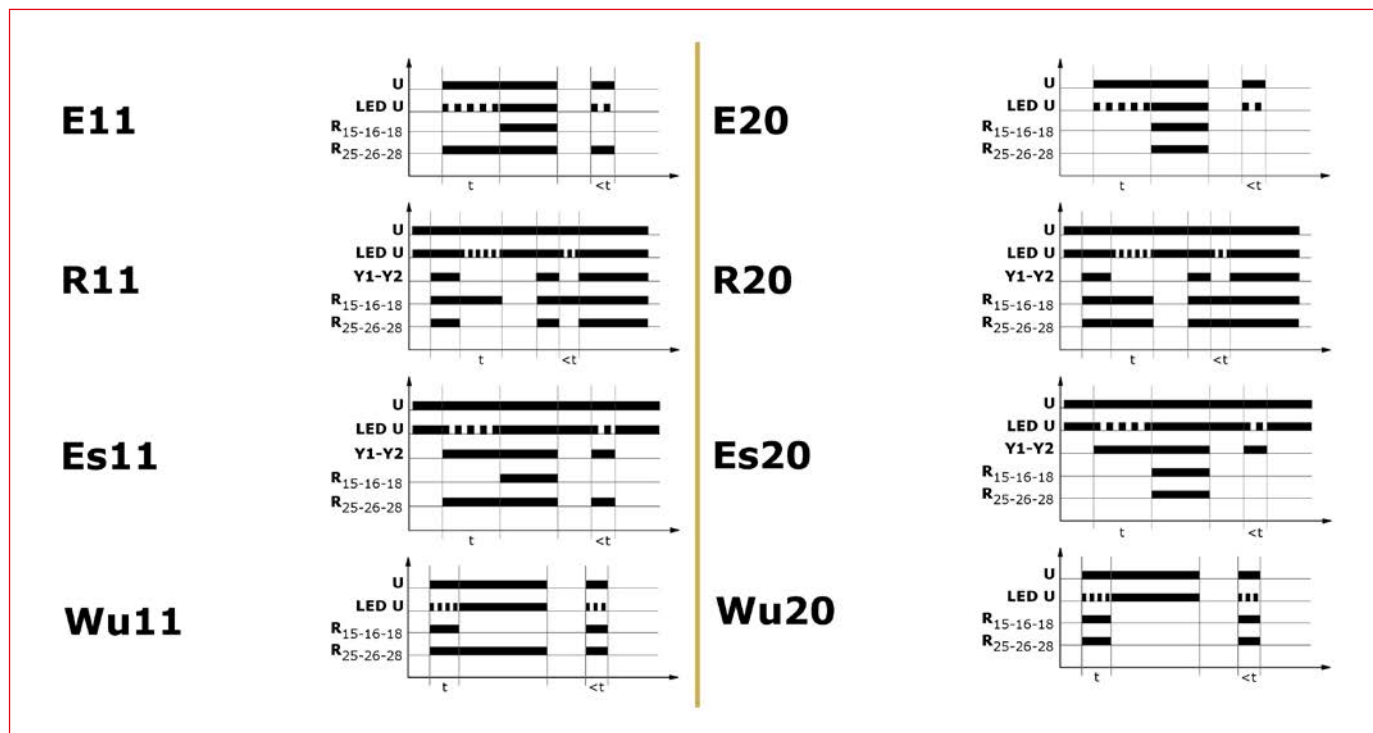 E11
U
LED U
R15-16-18
R25-26-28
t
<t
E20
U
LED U
R15-16-18
R25-26-28
t
<t
R11
U
LED U
Y1-Y2
R15-16-18
R25-26-28
t
<t
R20
U
LED U
Y1-Y2
R15-16-18
R25-26-28
t
<t
Es11
U
LED U
Y1-Y2
R15-16-18
R25-26-28
t
<t
Es20
U
LED U
Y1-Y2
R15-16-18
R25-26-28
t
<t
Wu11
U
LED U
R15-16-18
R25-26-28
t
<t
Wu20
U
LED U
R15-16-18
R25-26-28
t
<t